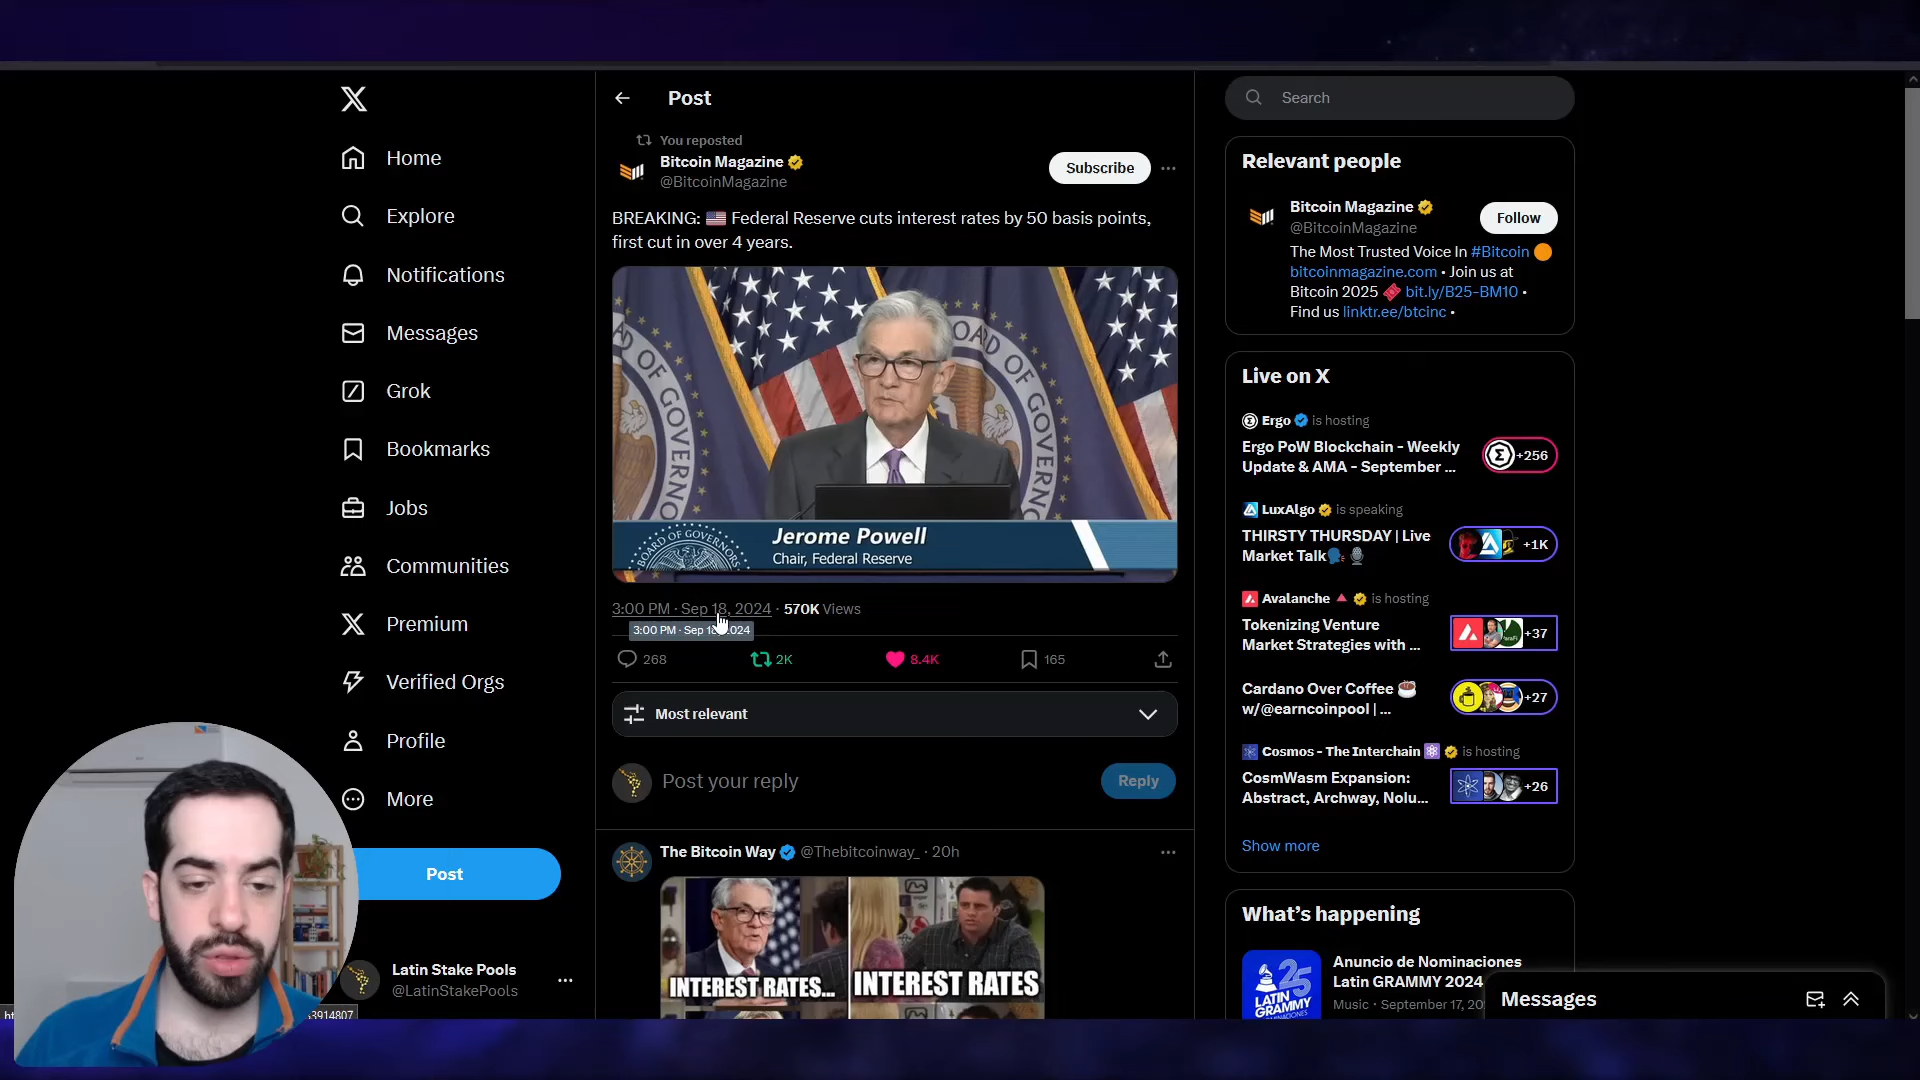 Post
You reposted
Bitcoin Magazine
@BitcoinMagazine
Subscribe
BREAKING: 🇺🇸 Federal Reserve cuts interest rates by 50 basis points,
first cut in over 4 years.
BOARD OF GOVERNORS
Jerome Powell
Chair, Federal Reserve
3:00 PM · Sep 18, 2024 · 570K Views
268
2K
8.4K
165
Most relevant
Post your reply
Reply
The Bitcoin Way @Thebitcoinway_ · 20h
INTEREST RATES...
INTEREST RATES
Home
Explore
Notifications
Messages
Grok
Bookmarks
Jobs
Communities
Premium
Verified Orgs
Profile
More
Post
Latin Stake Pools
@LatinStakePools
Search
Relevant people
Bitcoin Magazine
@BitcoinMagazine
Follow
The Most Trusted Voice In #Bitcoin 🟠
bitcoinmagazine.com • Join us at
Bitcoin 2025 🎟 bit.ly/B25-BM10 •
Find us linktr.ee/btcinc •
Live on X
Ergo is hosting
Ergo PoW Blockchain - Weekly
Update & AMA - September ...
+256
LuxAlgo is speaking
THIRSTY THURSDAY | Live
Market Talk🗣️🎙️
+1K
Avalanche 🔺 is hosting
Tokenizing Venture
Market Strategies with ...
+37
Cardano Over Coffee ☕
w/@earncoinpool | ...
+27
Cosmos - The Interchain ⚛️ is hosting
CosmWasm Expansion:
Abstract, Archway, Nolu...
+26
Show more
What's happening
Anuncio de Nominaciones
Latin GRAMMY 2024
Music · September 17, 20
25
LATIN
GRAMMY
Messages